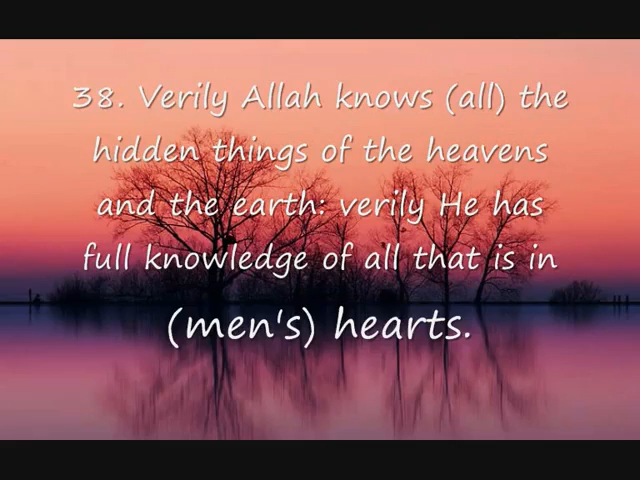 38. Verily Allah knows (all) the
hidden things of the heavens
and the earth: verily He has
full knowledge of all that is in
(men's) hearts.